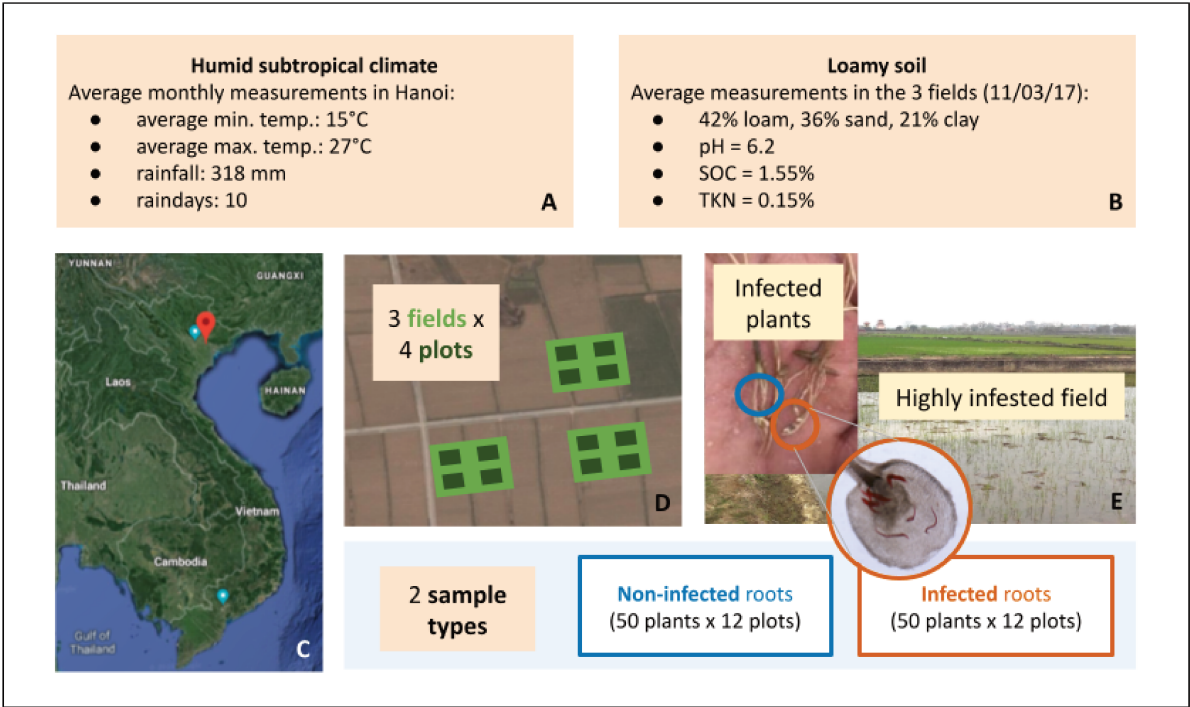 Humid subtropical climate
Average monthly measurements in Hanoi:
● average min. temp.: 15°C
● average max. temp.: 27°C
● rainfall: 318 mm
● raindays: 10
A
Loamy soil
Average measurements in the 3 fields (11/03/17):
● 42% loam, 36% sand, 21% clay
● pH = 6.2
● SOC = 1.55%
● TKN = 0.15%
B
YUNNAN
GUANGXI
Laos
HAINAN
Thailand
Vietnam
Cambodia
Gulf of
Thailand
C
3 fields x
4 plots
D
Infected
plants
Highly infested field
E
2 sample
types
Non-infected roots
(50 plants x 12 plots)
Infected roots
(50 plants x 12 plots)